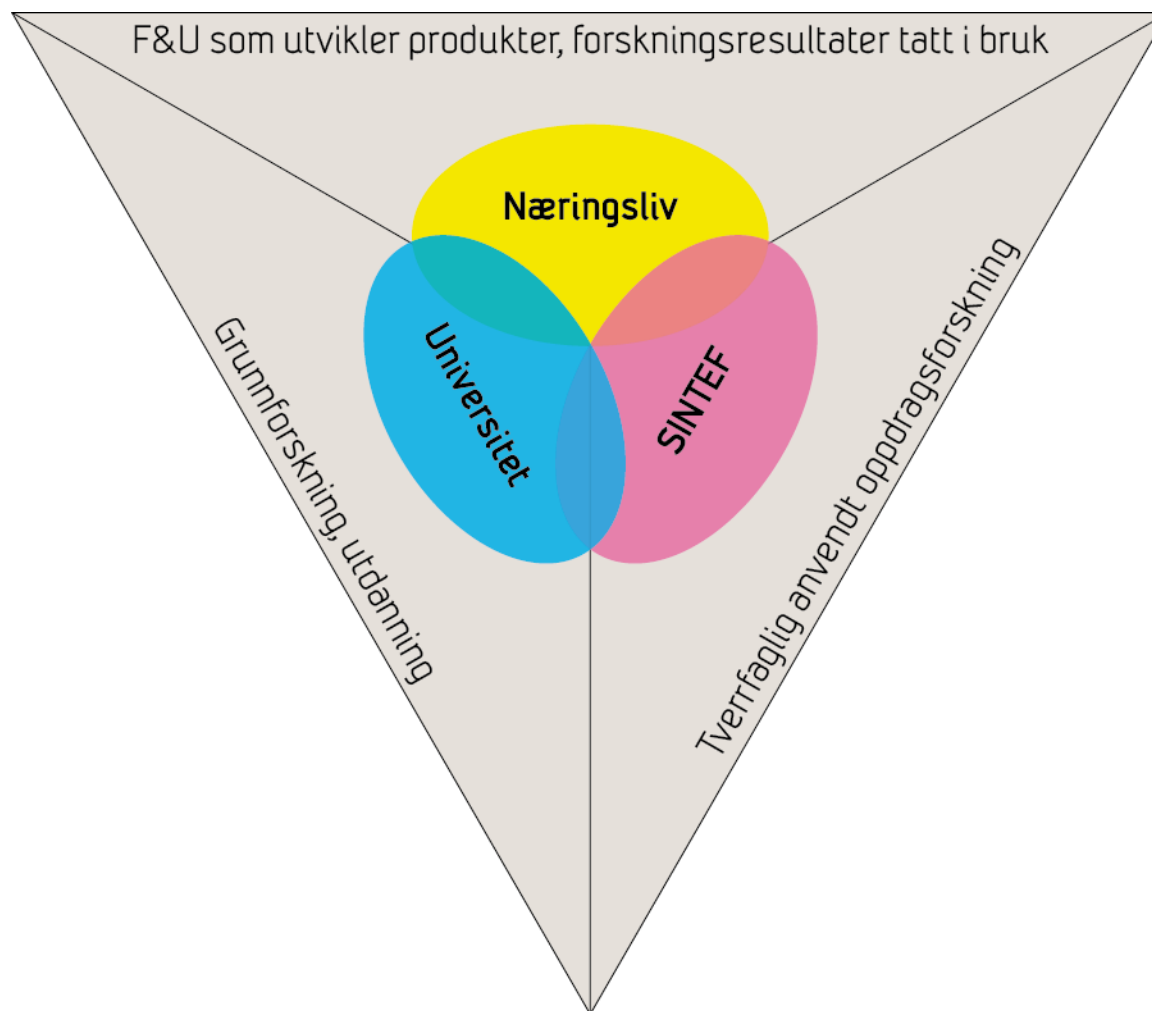 F&U som utvikler produkter, forskningsresultater tatt i bruk
Næringsliv
Universitet
SINTEF
Grunnforskning, utdanning
Tverrfaglig anvendt oppdragsforskning